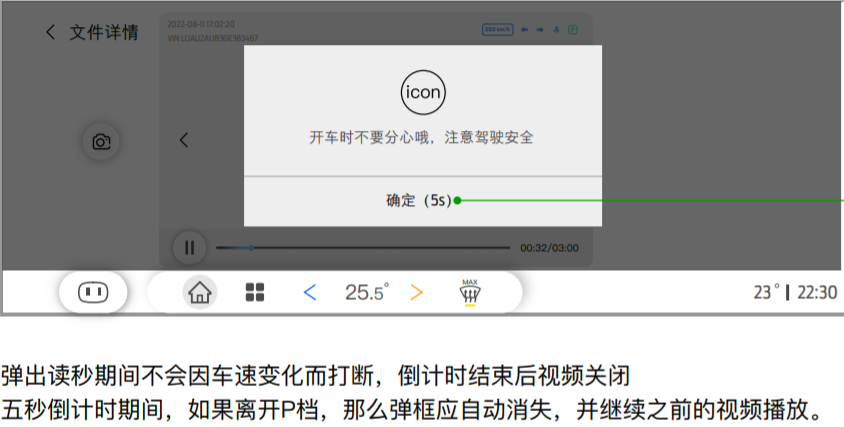 文件详情
2022-08-11 17:02:20
000 km/h
P
icon
开车时不要分心哦，注意驾驶安全
确定（5s）
00:32/03:00
25.5°
MAX
23° 22:30
弹出读秒期间不会因车速变化而打断，倒计时结束后视频关闭
五秒倒计时期间，如果离开P档，那么弹框应自动消失，并继续之前的视频播放。